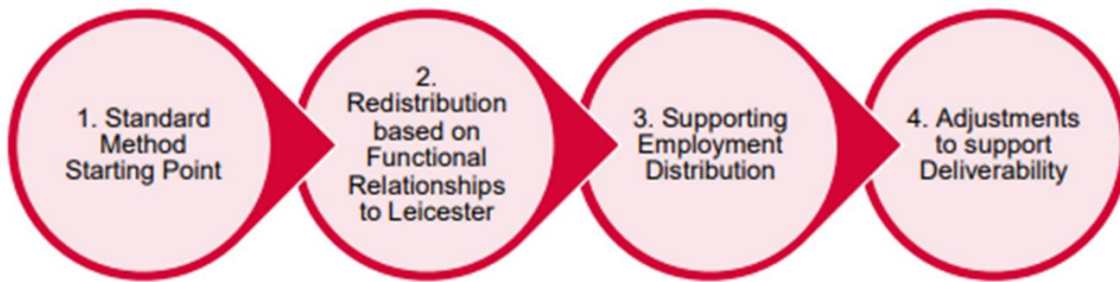 1. Standard
Method
Starting Point
2.
Redistribution
based on
Functional
Relationships
to Leicester
3. Supporting
Employment
Distribution
4. Adjustments
to support
Deliverability